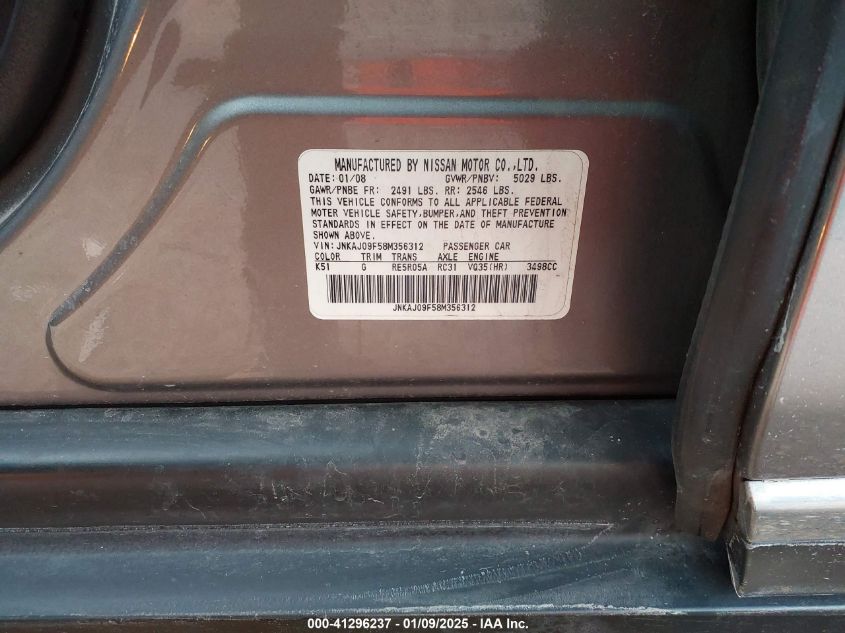 MANUFACTURED BY NISSAN MOTOR CO.,LTD.
DATE: 01/08 GVWR/PNBV: 5029 LBS.
GAWR/PNBE FR: 2491 LBS. RR: 2546 LBS.
THIS VEHICLE CONFORMS TO ALL APPLICABLE FEDERAL
MOTOR VEHICLE SAFETY,BUMPER,AND THEFT PREVENTION
STANDARDS IN EFFECT ON THE DATE OF MANUFACTURE
SHOWN ABOVE.
VIN: JNKAJ09F58M356312 PASSENGER CAR
COLOR TRIM TRANS AXLE ENGINE
K51 G RE5R05A RC31 VQ35(HR) 3498CC
JNKAJ09F58M356312
000-41296237 - 01/09/2025 - IAA Inc.